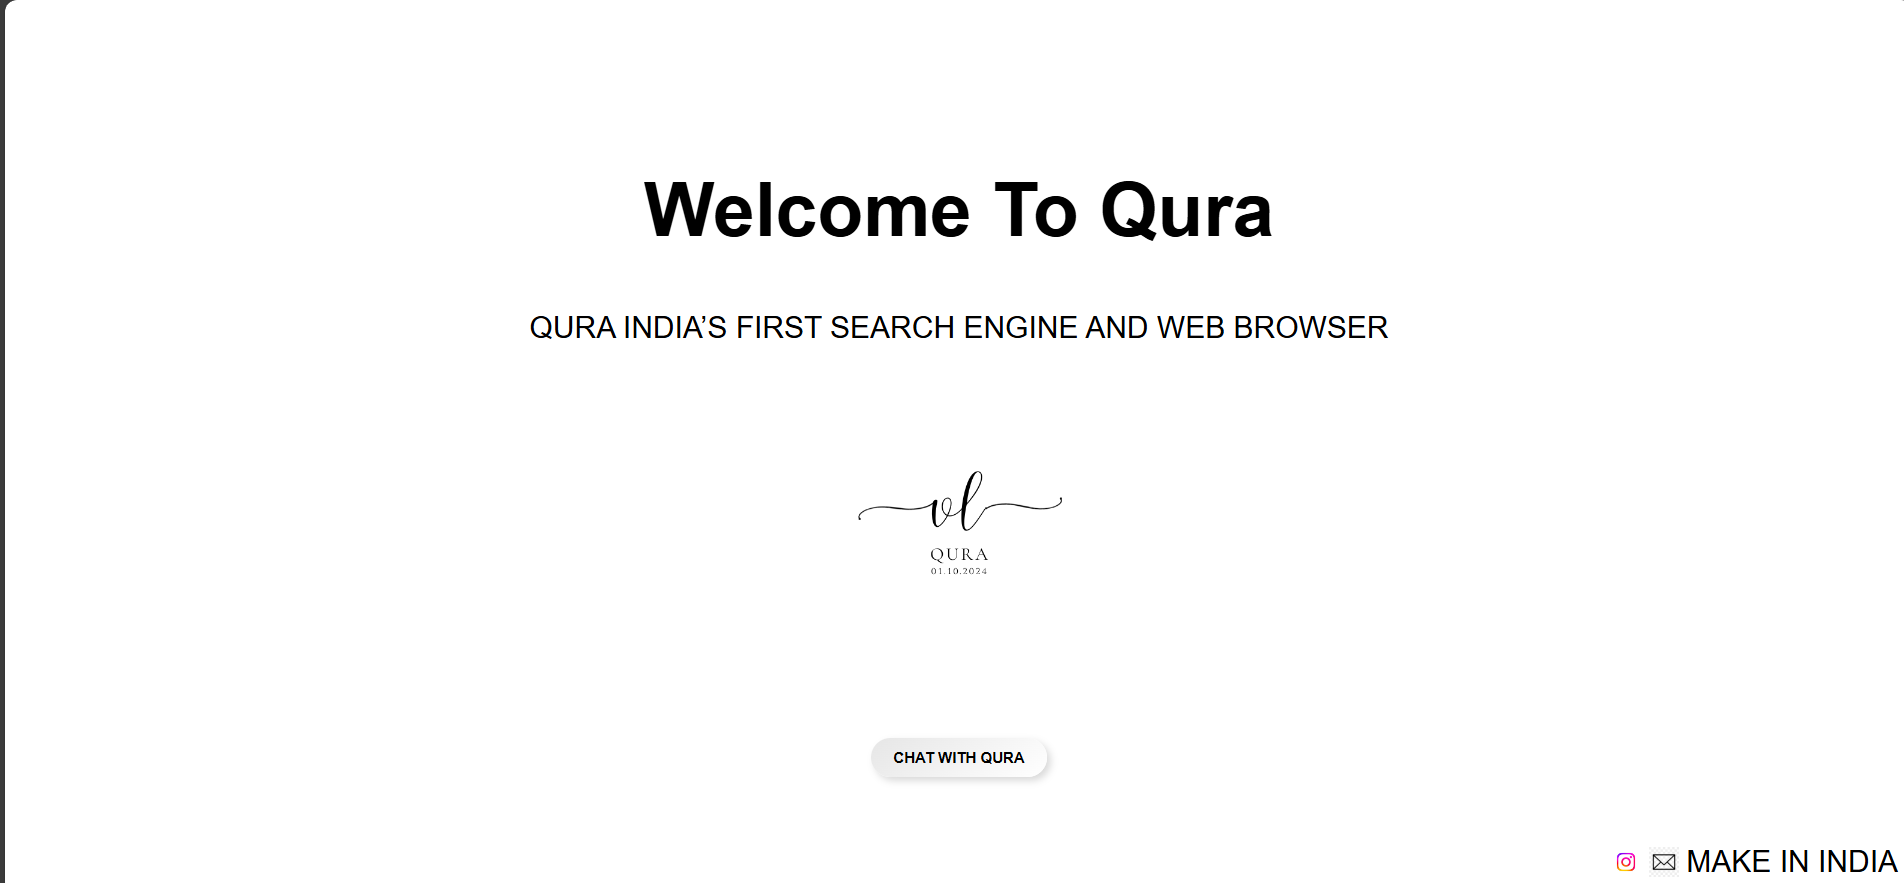 Welcome To Qura
QURA INDIA’S FIRST SEARCH ENGINE AND WEB BROWSER
vl
QURA
01.10.2024
CHAT WITH QURA
MAKE IN INDIA